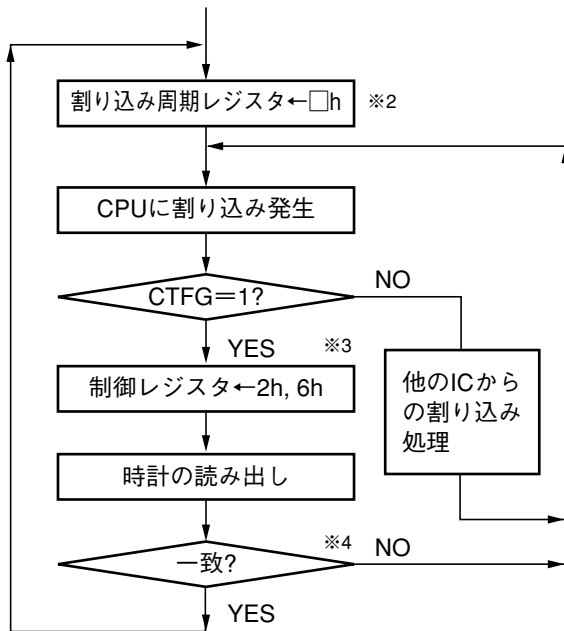 割り込み周期レジスタ←□h ※2
CPUに割り込み発生
CTFG＝1?
NO
YES ※3
制御レジスタ←2h, 6h
他のICから
の割り込み
処理
時計の読み出し
※4
一致?
NO
YES